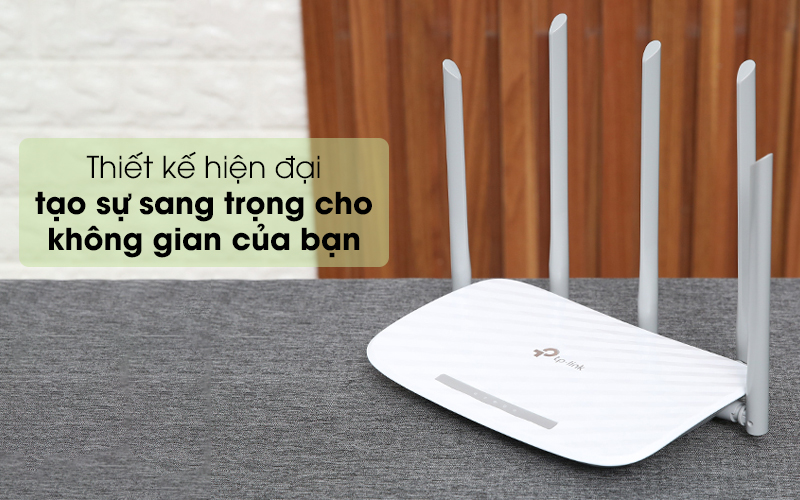 Thiết kế hiện đại
tạo sự sang trọng cho
không gian của bạn
tp-link